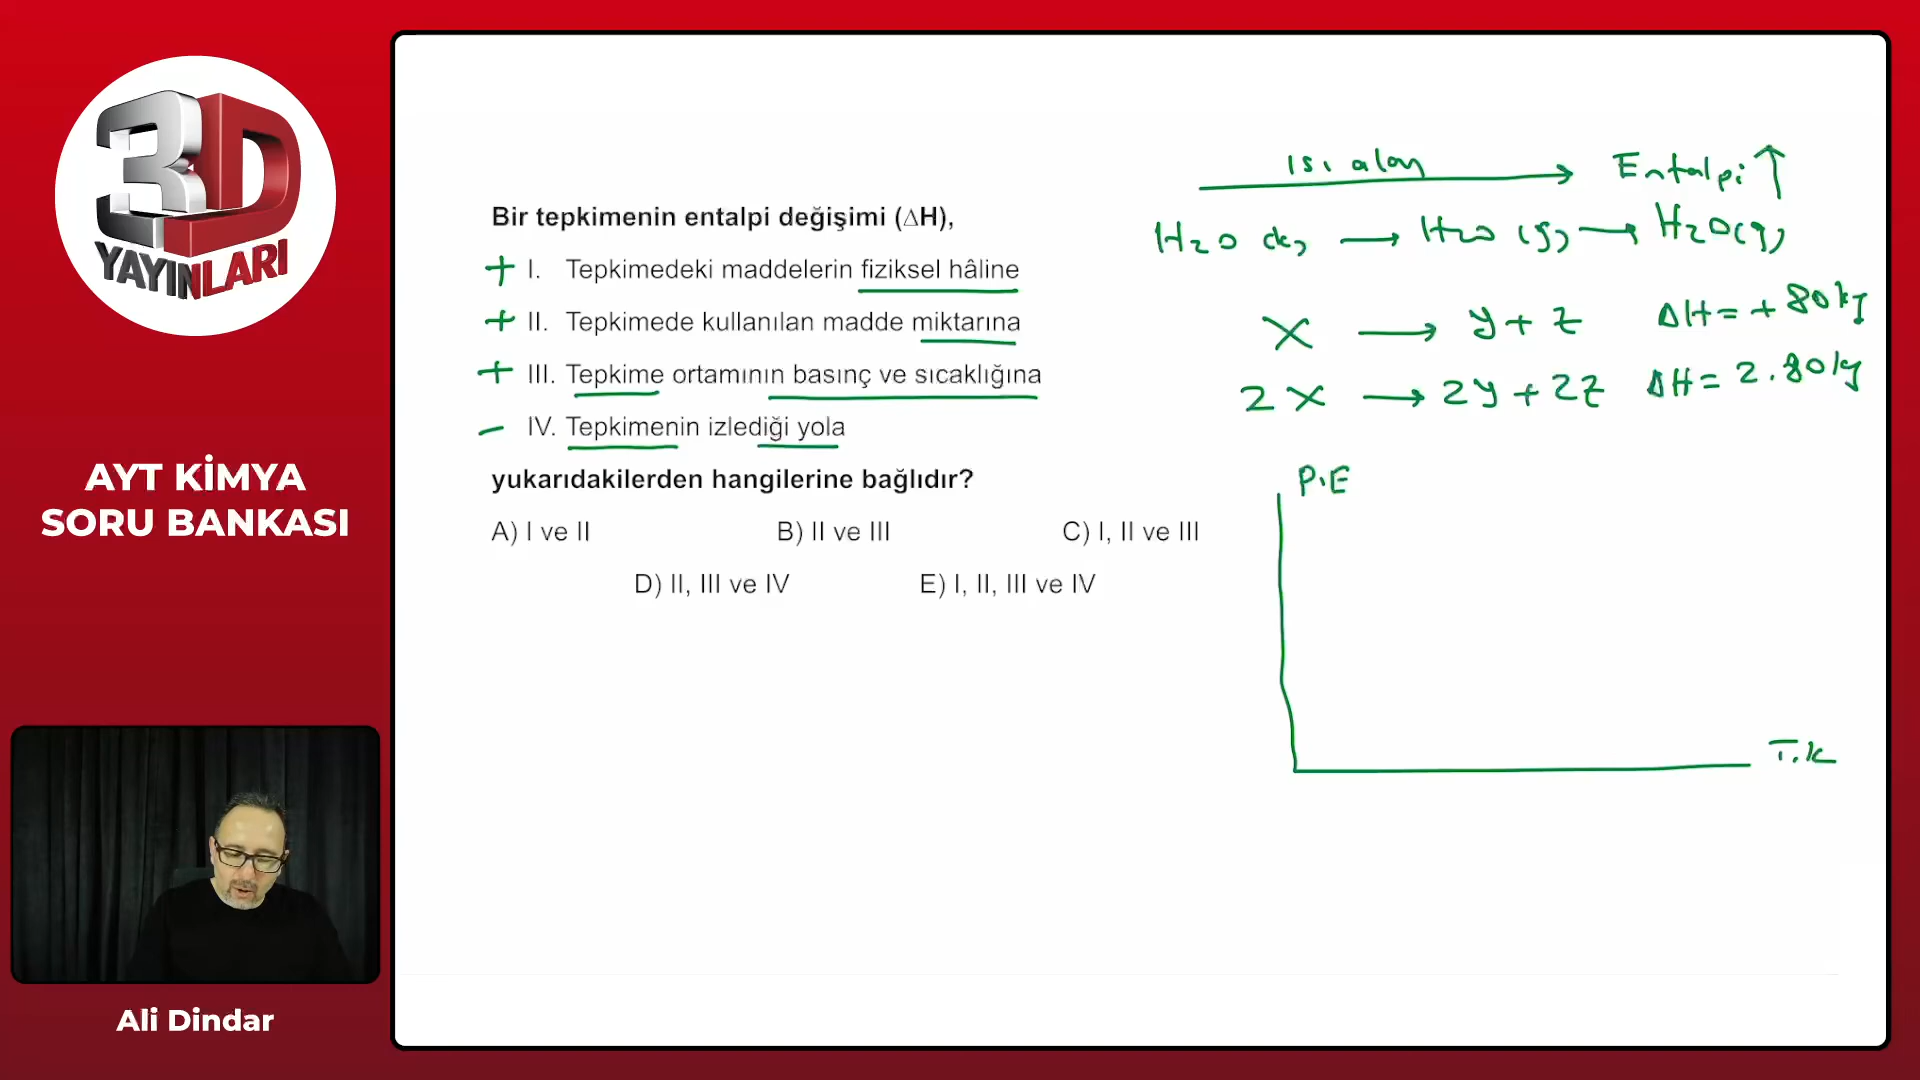 3D
YAYINLARI
AYT KİMYA
SORU BANKASI
Ali Dindar
Bir tepkimenin entalpi değişimi (△H),
+ I. Tepkimedeki maddelerin fiziksel hâline
+ II. Tepkimede kullanılan madde miktarına
+ III. Tepkime ortamının basınç ve sıcaklığına
– IV. Tepkimenin izlediği yola
yukarıdakilerden hangilerine bağlıdır?
A) I ve II B) II ve III C) I, II ve III
D) II, III ve IV E) I, II, III ve IV
ısı alan → Entalpi ↑
H₂O (k) → H₂O (s) → H₂O(g)
X → Y + Z ΔH = + 80 kJ
2X → 2Y + 2Z ΔH = 2.80 kJ
P.E
T.K